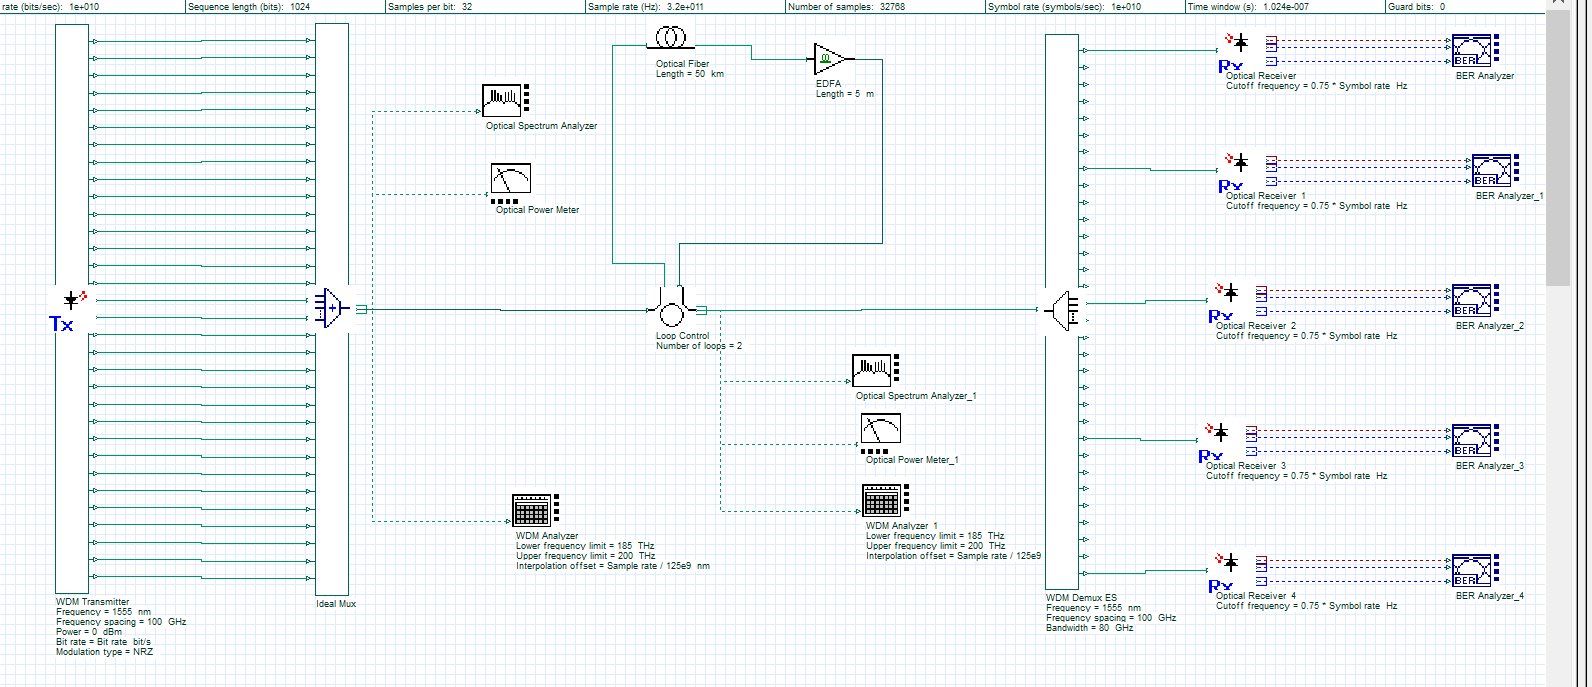 rate (bits/sec): 1e+010
Sequence length (bits): 1024
Samples per bit: 32
Sample rate (Hz): 3.2e+011
Number of samples: 32768
Symbol rate (symbols/sec): 1e+010
Time window (s): 1.024e-007
Guard bits: 0
Optical Fiber
Length = 50 km
EDFA
Length = 5 m
Optical Spectrum Analyzer
Optical Power Meter
Tx
Loop Control
Number of loops = 2
Optical Spectrum Analyzer_1
Optical Power Meter_1
WDM Analyzer
Lower frequency limit = 185 THz
Upper frequency limit = 200 THz
Interpolation offset = Sample rate / 125e9 nm
WDM Analyzer 1
Lower frequency limit = 185 THz
Upper frequency limit = 200 THz
Interpolation offset = Sample rate / 125e9
WDM Transmitter
Frequency = 1555 nm
Frequency spacing = 100 GHz
Power = 0 dBm
Bit rate = Bit rate bit/s
Modulation type = NRZ
Ideal Mux
WDM Demux ES
Frequency = 1555 nm
Frequency spacing = 100 GHz
Bandwidth = 80 GHz
Rx
Optical Receiver
Cutoff frequency = 0.75 * Symbol rate Hz
BER
BER Analyzer
Rx
Optical Receiver 1
Cutoff frequency = 0.75 * Symbol rate Hz
BER
BER Analyzer_1
Rx
Optical Receiver 2
Cutoff frequency = 0.75 * Symbol rate Hz
BER
BER Analyzer_2
Rx
Optical Receiver 3
Cutoff frequency = 0.75 * Symbol rate Hz
BER
BER Analyzer_3
Rx
Optical Receiver 4
Cutoff frequency = 0.75 * Symbol rate Hz
BER
BER Analyzer_4